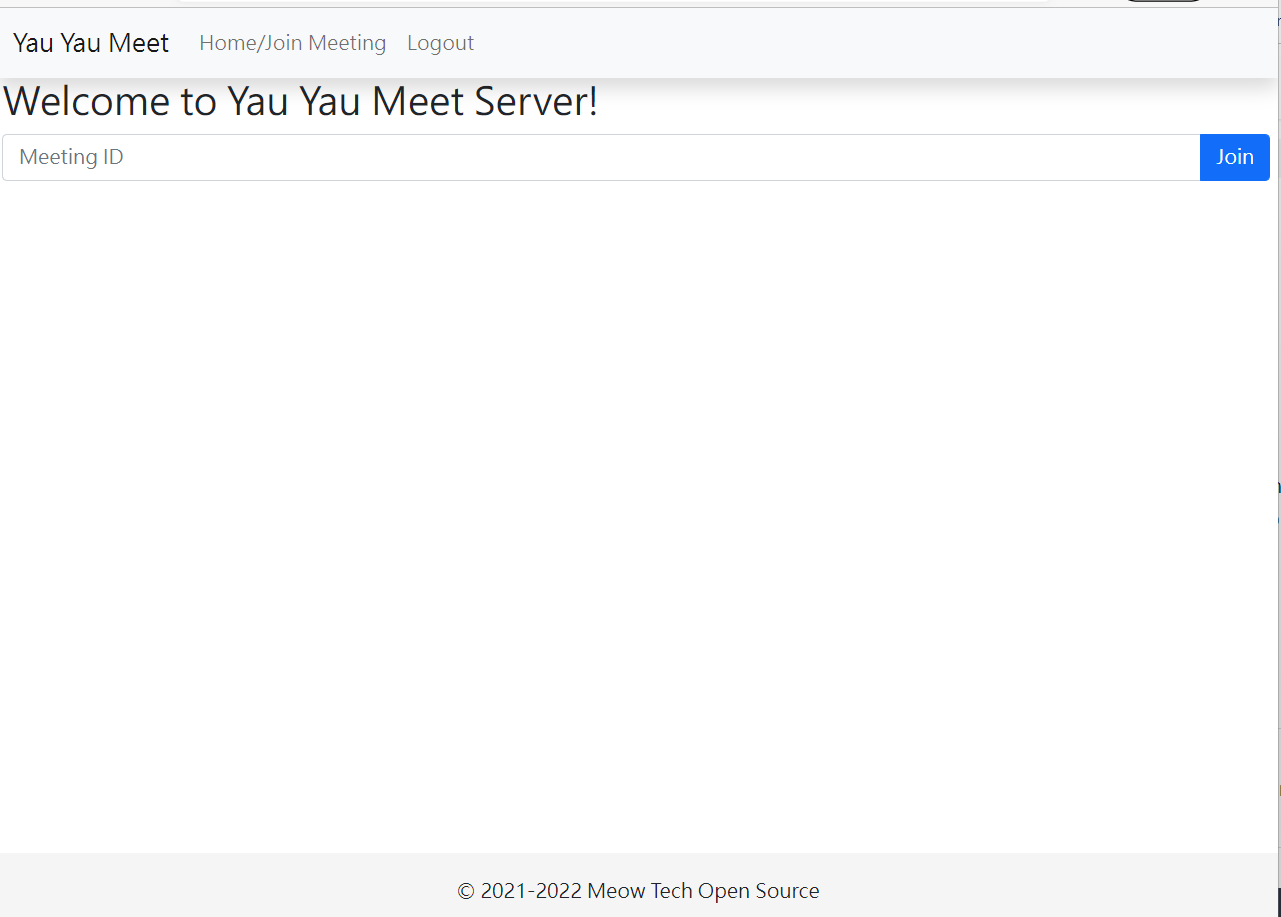 Yau Yau Meet Home/Join Meeting Logout
Welcome to Yau Yau Meet Server!
Meeting ID Join
© 2021-2022 Meow Tech Open Source